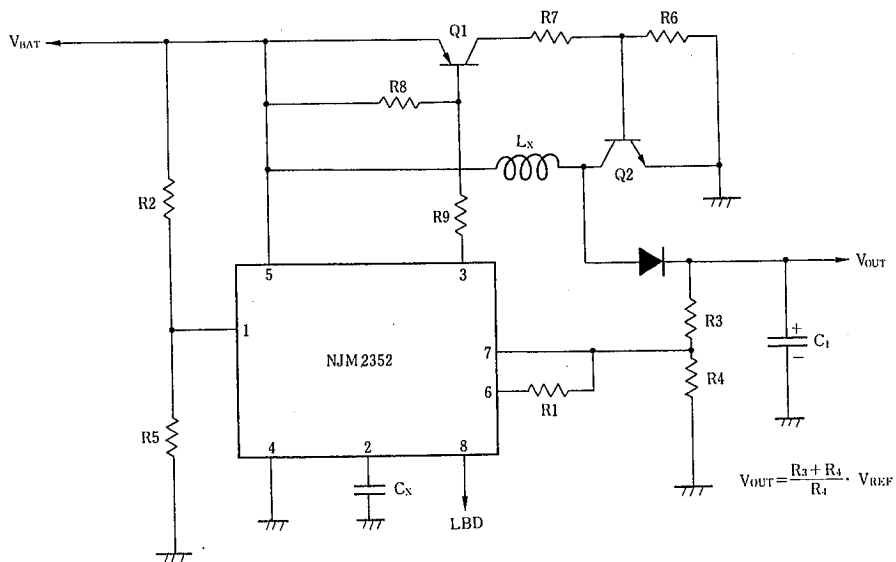 Q1
R7
R6
VBAT
R8
LX
Q2
R2
R9
5
3
VOUT
1
R3
+
C1
−
NJM2352
7
R4
6
R1
R5
4
2
8
CX
LBD
VOUT = R3 + R4 / R4 · VREF